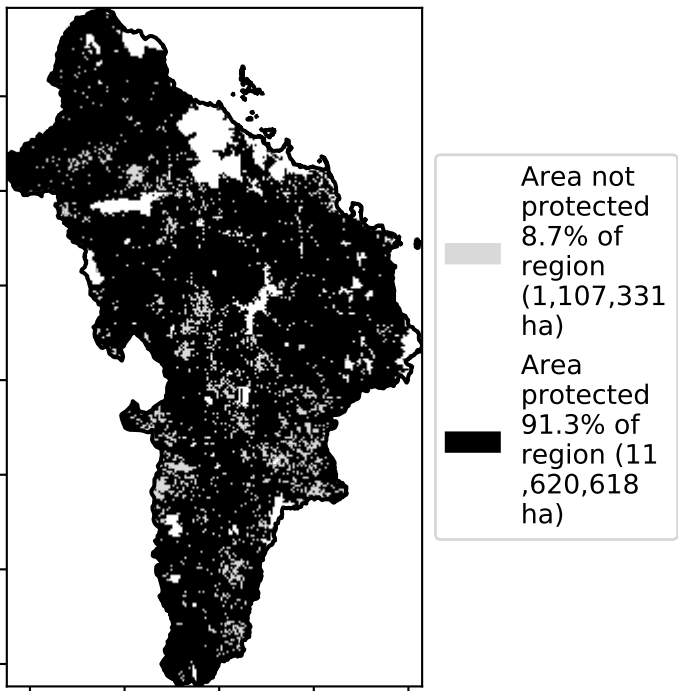 Area not
protected
8.7% of
region
(1,107,331
ha)
Area
protected
91.3% of
region (11
,620,618
ha)